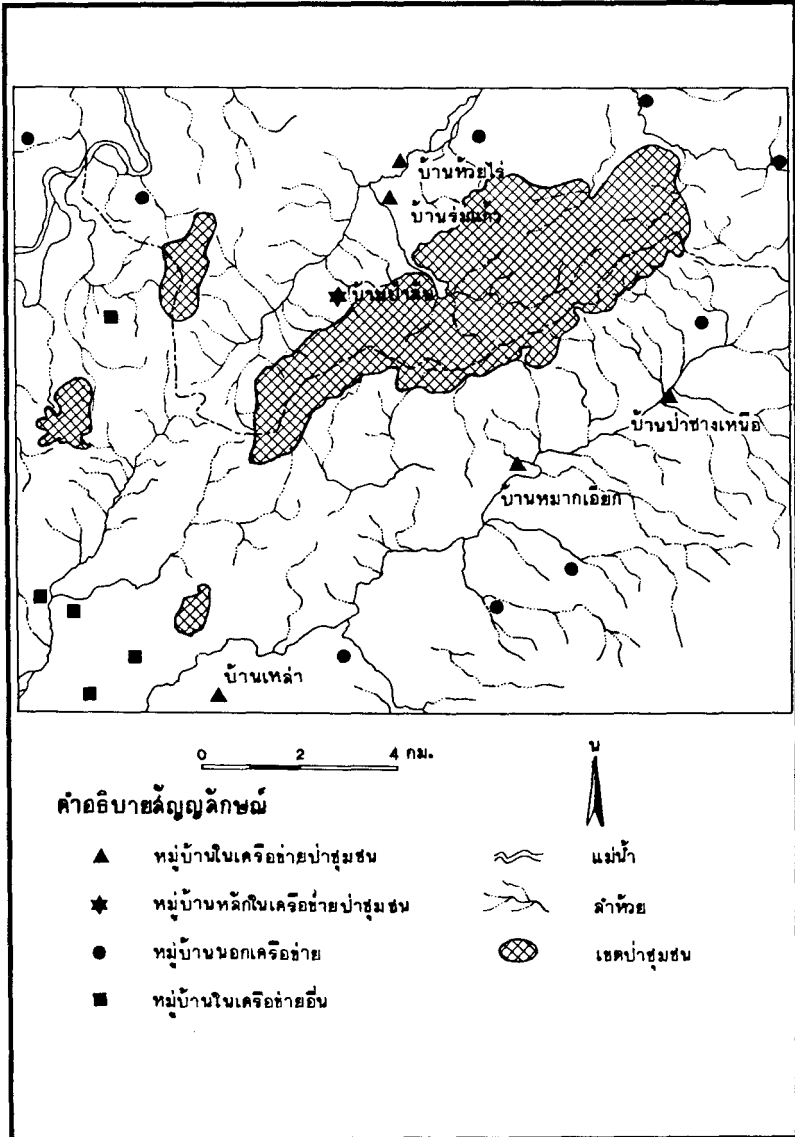 บ้านห้วยไร่
บ้านร่มแก้ว
บ้านป่าสัน
บ้านป่าซางเหนือ
บ้านหมากเอียก
บ้านเหล่า
0 2 4 กม.
น
คำอธิบายสัญญลักษณ์
หมู่บ้านในเครือข่ายป่าชุมชน
แม่น้ำ
หมู่บ้านหลักในเครือข่ายป่าชุมชน
ลำห้วย
หมู่บ้านนอกเครือข่าย
เขตป่าชุมชน
หมู่บ้านในเครือข่ายอื่น